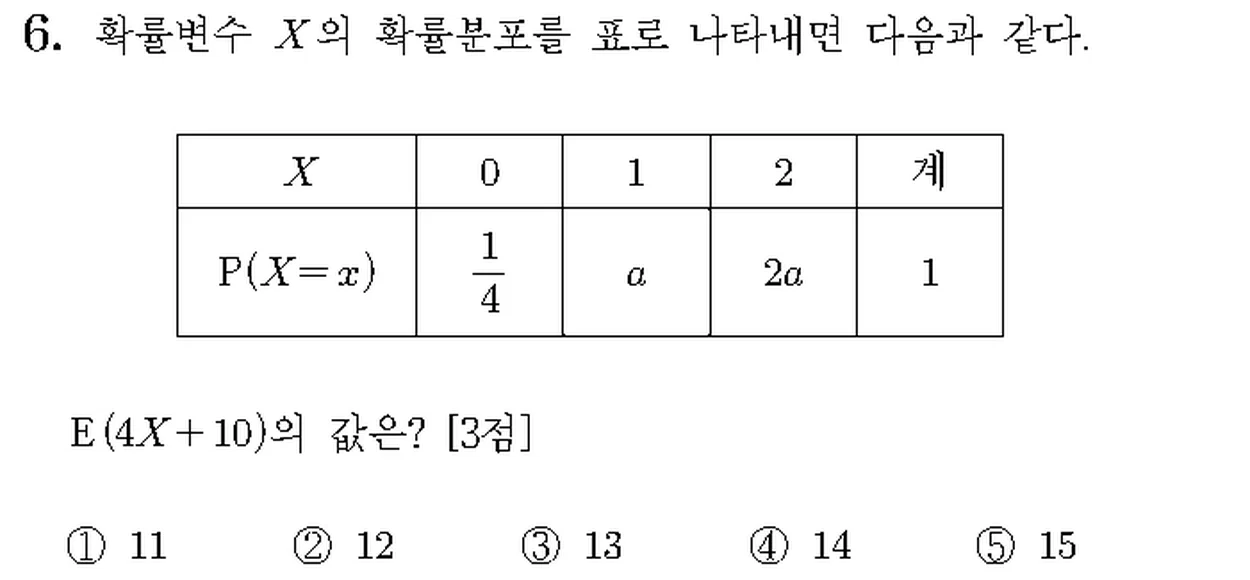 6. 확률변수 X의 확률분포를 표로 나타내면 다음과 같다.
X 0 1 2 계
P(X=x) 1/4 a 2a 1
E(4X+10)의 값은? [3점]
① 11 ② 12 ③ 13 ④ 14 ⑤ 15